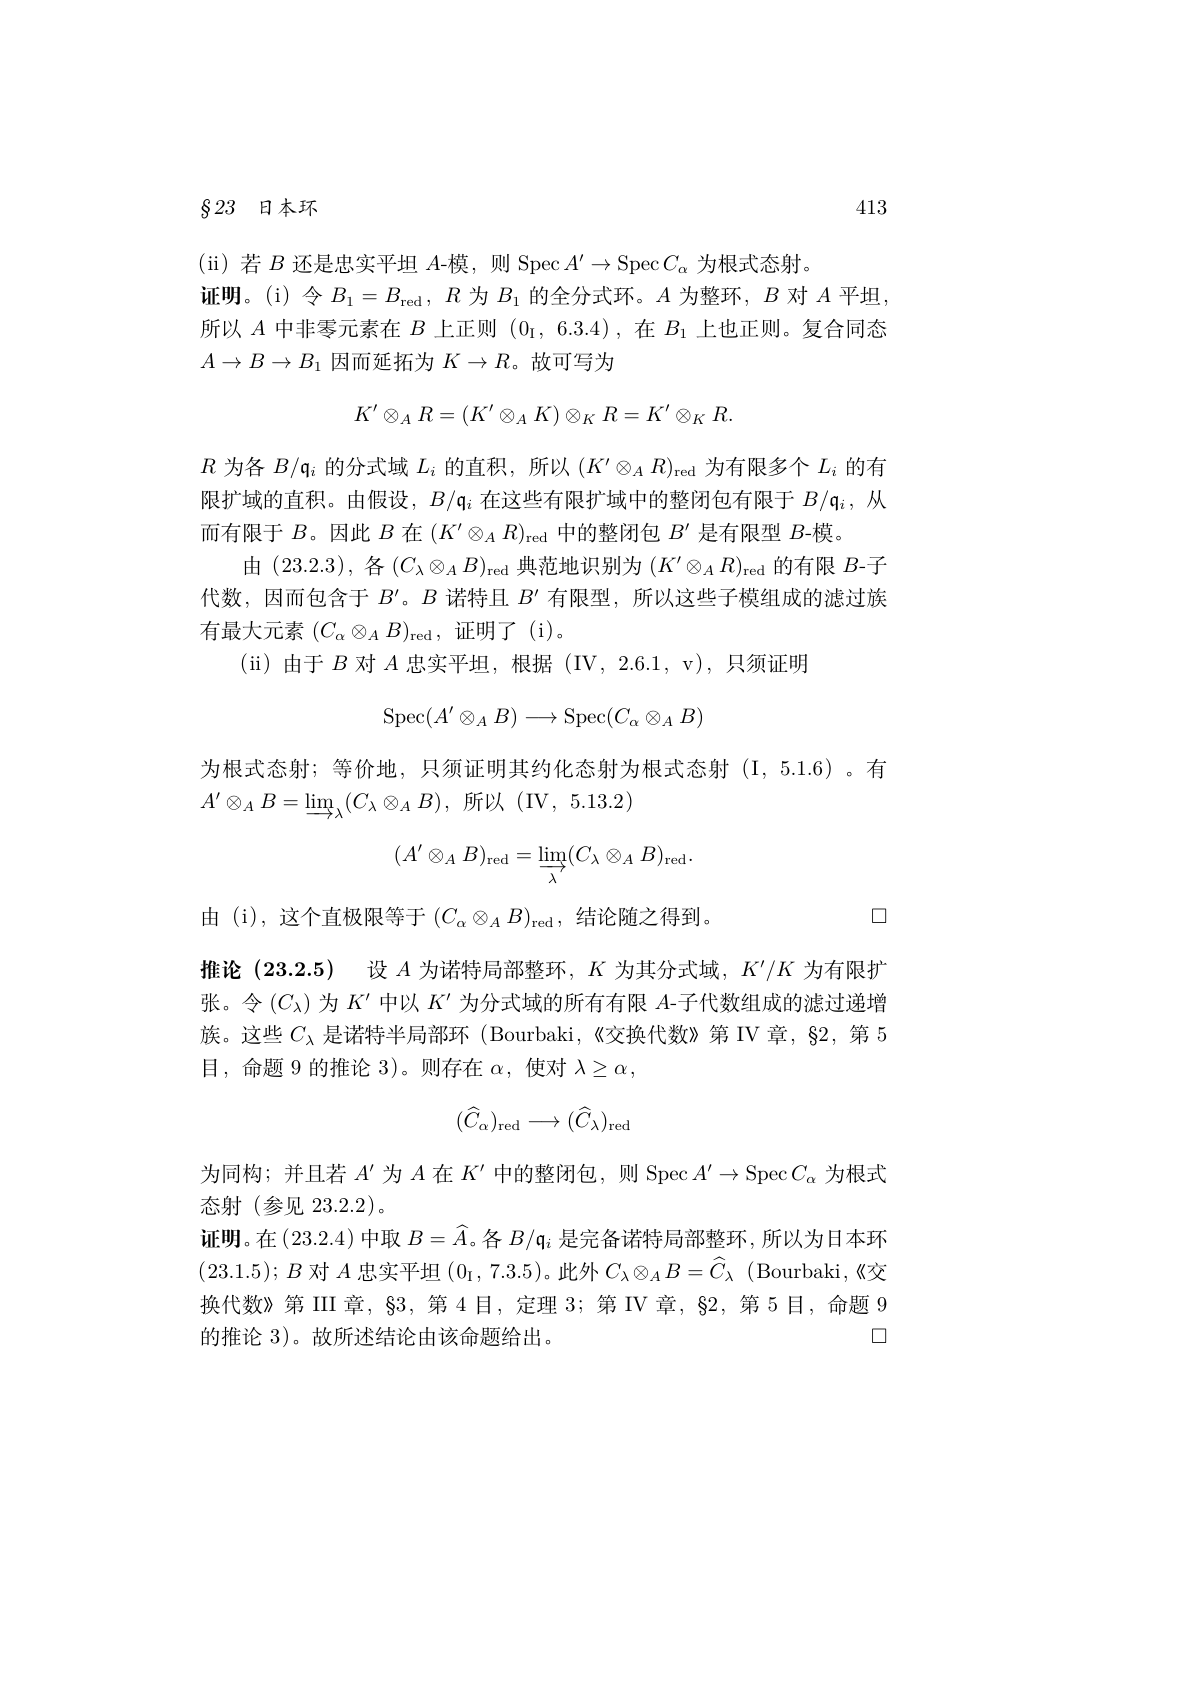 §23 日本环 413
(ii) 若 B 还是忠实平坦 A-模，则 Spec A′ → Spec C_α 为根式态射。
证明。(i) 令 B₁ = B_red，R 为 B₁ 的全分式环。A 为整环，B 对 A 平坦，
所以 A 中非零元素在 B 上正则（0_I，6.3.4），在 B₁ 上也正则。复合同态
A → B → B₁ 因而延拓为 K → R。故可写为
K′ ⊗_A R = (K′ ⊗_A K) ⊗_K R = K′ ⊗_K R.
R 为各 B/𝔮_i 的分式域 L_i 的直积，所以 (K′ ⊗_A R)_red 为有限多个 L_i 的有
限扩域的直积。由假设，B/𝔮_i 在这些有限扩域中的整闭包有限于 B/𝔮_i，从
而有限于 B。因此 B 在 (K′ ⊗_A R)_red 中的整闭包 B′ 是有限型 B-模。
由（23.2.3），各 (C_λ ⊗_A B)_red 典范地识别为 (K′ ⊗_A R)_red 的有限 B-子
代数，因而包含于 B′。B 诺特且 B′ 有限型，所以这些子模组成的滤过族
有最大元素 (C_α ⊗_A B)_red，证明了（i）。
(ii) 由于 B 对 A 忠实平坦，根据（IV，2.6.1，v），只须证明
Spec(A′ ⊗_A B) ⟶ Spec(C_α ⊗_A B)
为根式态射；等价地，只须证明其约化态射为根式态射（I，5.1.6）。有
A′ ⊗_A B = lim⟶_λ (C_λ ⊗_A B)，所以（IV，5.13.2）
(A′ ⊗_A B)_red = lim⟶_λ (C_λ ⊗_A B)_red.
由（i），这个直极限等于 (C_α ⊗_A B)_red，结论随之得到。 □
推论（23.2.5） 设 A 为诺特局部整环，K 为其分式域，K′/K 为有限扩
张。令 (C_λ) 为 K′ 中以 K′ 为分式域的所有有限 A-子代数组成的滤过递增
族。这些 C_λ 是诺特半局部环（Bourbaki，《交换代数》第 IV 章，§2，第 5
目，命题 9 的推论 3）。则存在 α，使对 λ ≥ α，
(Ĉ_α)_red ⟶ (Ĉ_λ)_red
为同构；并且若 A′ 为 A 在 K′ 中的整闭包，则 Spec A′ → Spec C_α 为根式
态射（参见 23.2.2）。
证明。在（23.2.4）中取 B = Â。各 B/𝔮_i 是完备诺特局部整环，所以为日本环
（23.1.5）；B 对 A 忠实平坦（0_I，7.3.5）。此外 C_λ ⊗_A B = Ĉ_λ（Bourbaki，《交
换代数》第 III 章，§3，第 4 目，定理 3；第 IV 章，§2，第 5 目，命题 9
的推论 3）。故所述结论由该命题给出。 □